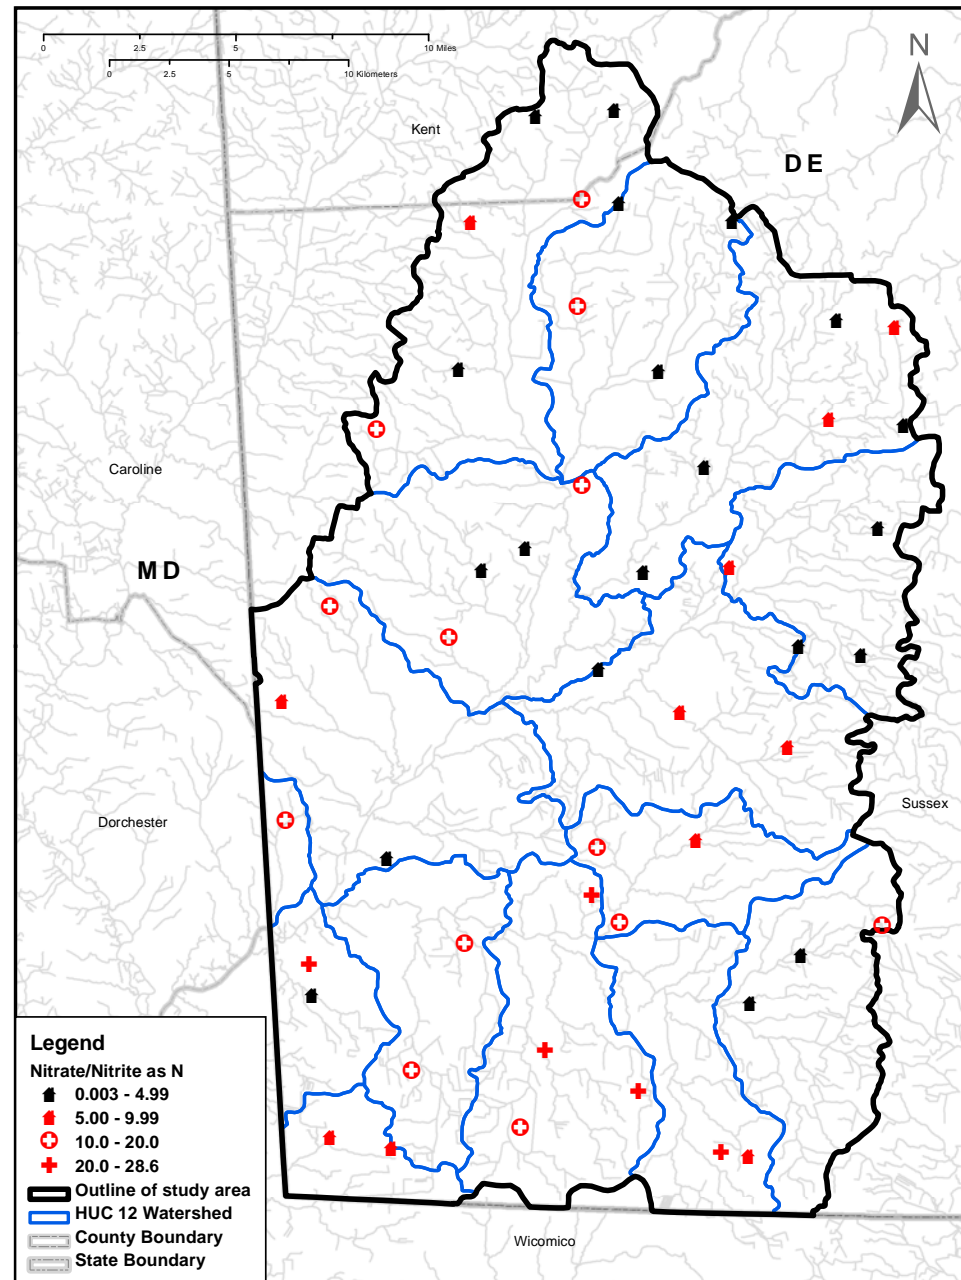 0 2.5 5 10 Miles
0 2.5 5 10 Kilometers
N
Kent
DE
Caroline
MD
Sussex
Dorchester
Legend
Nitrate/Nitrite as N
0.003 - 4.99
5.00 - 9.99
10.0 - 20.0
20.0 - 28.6
Outline of study area
HUC 12 Watershed
County Boundary
State Boundary
Wicomico